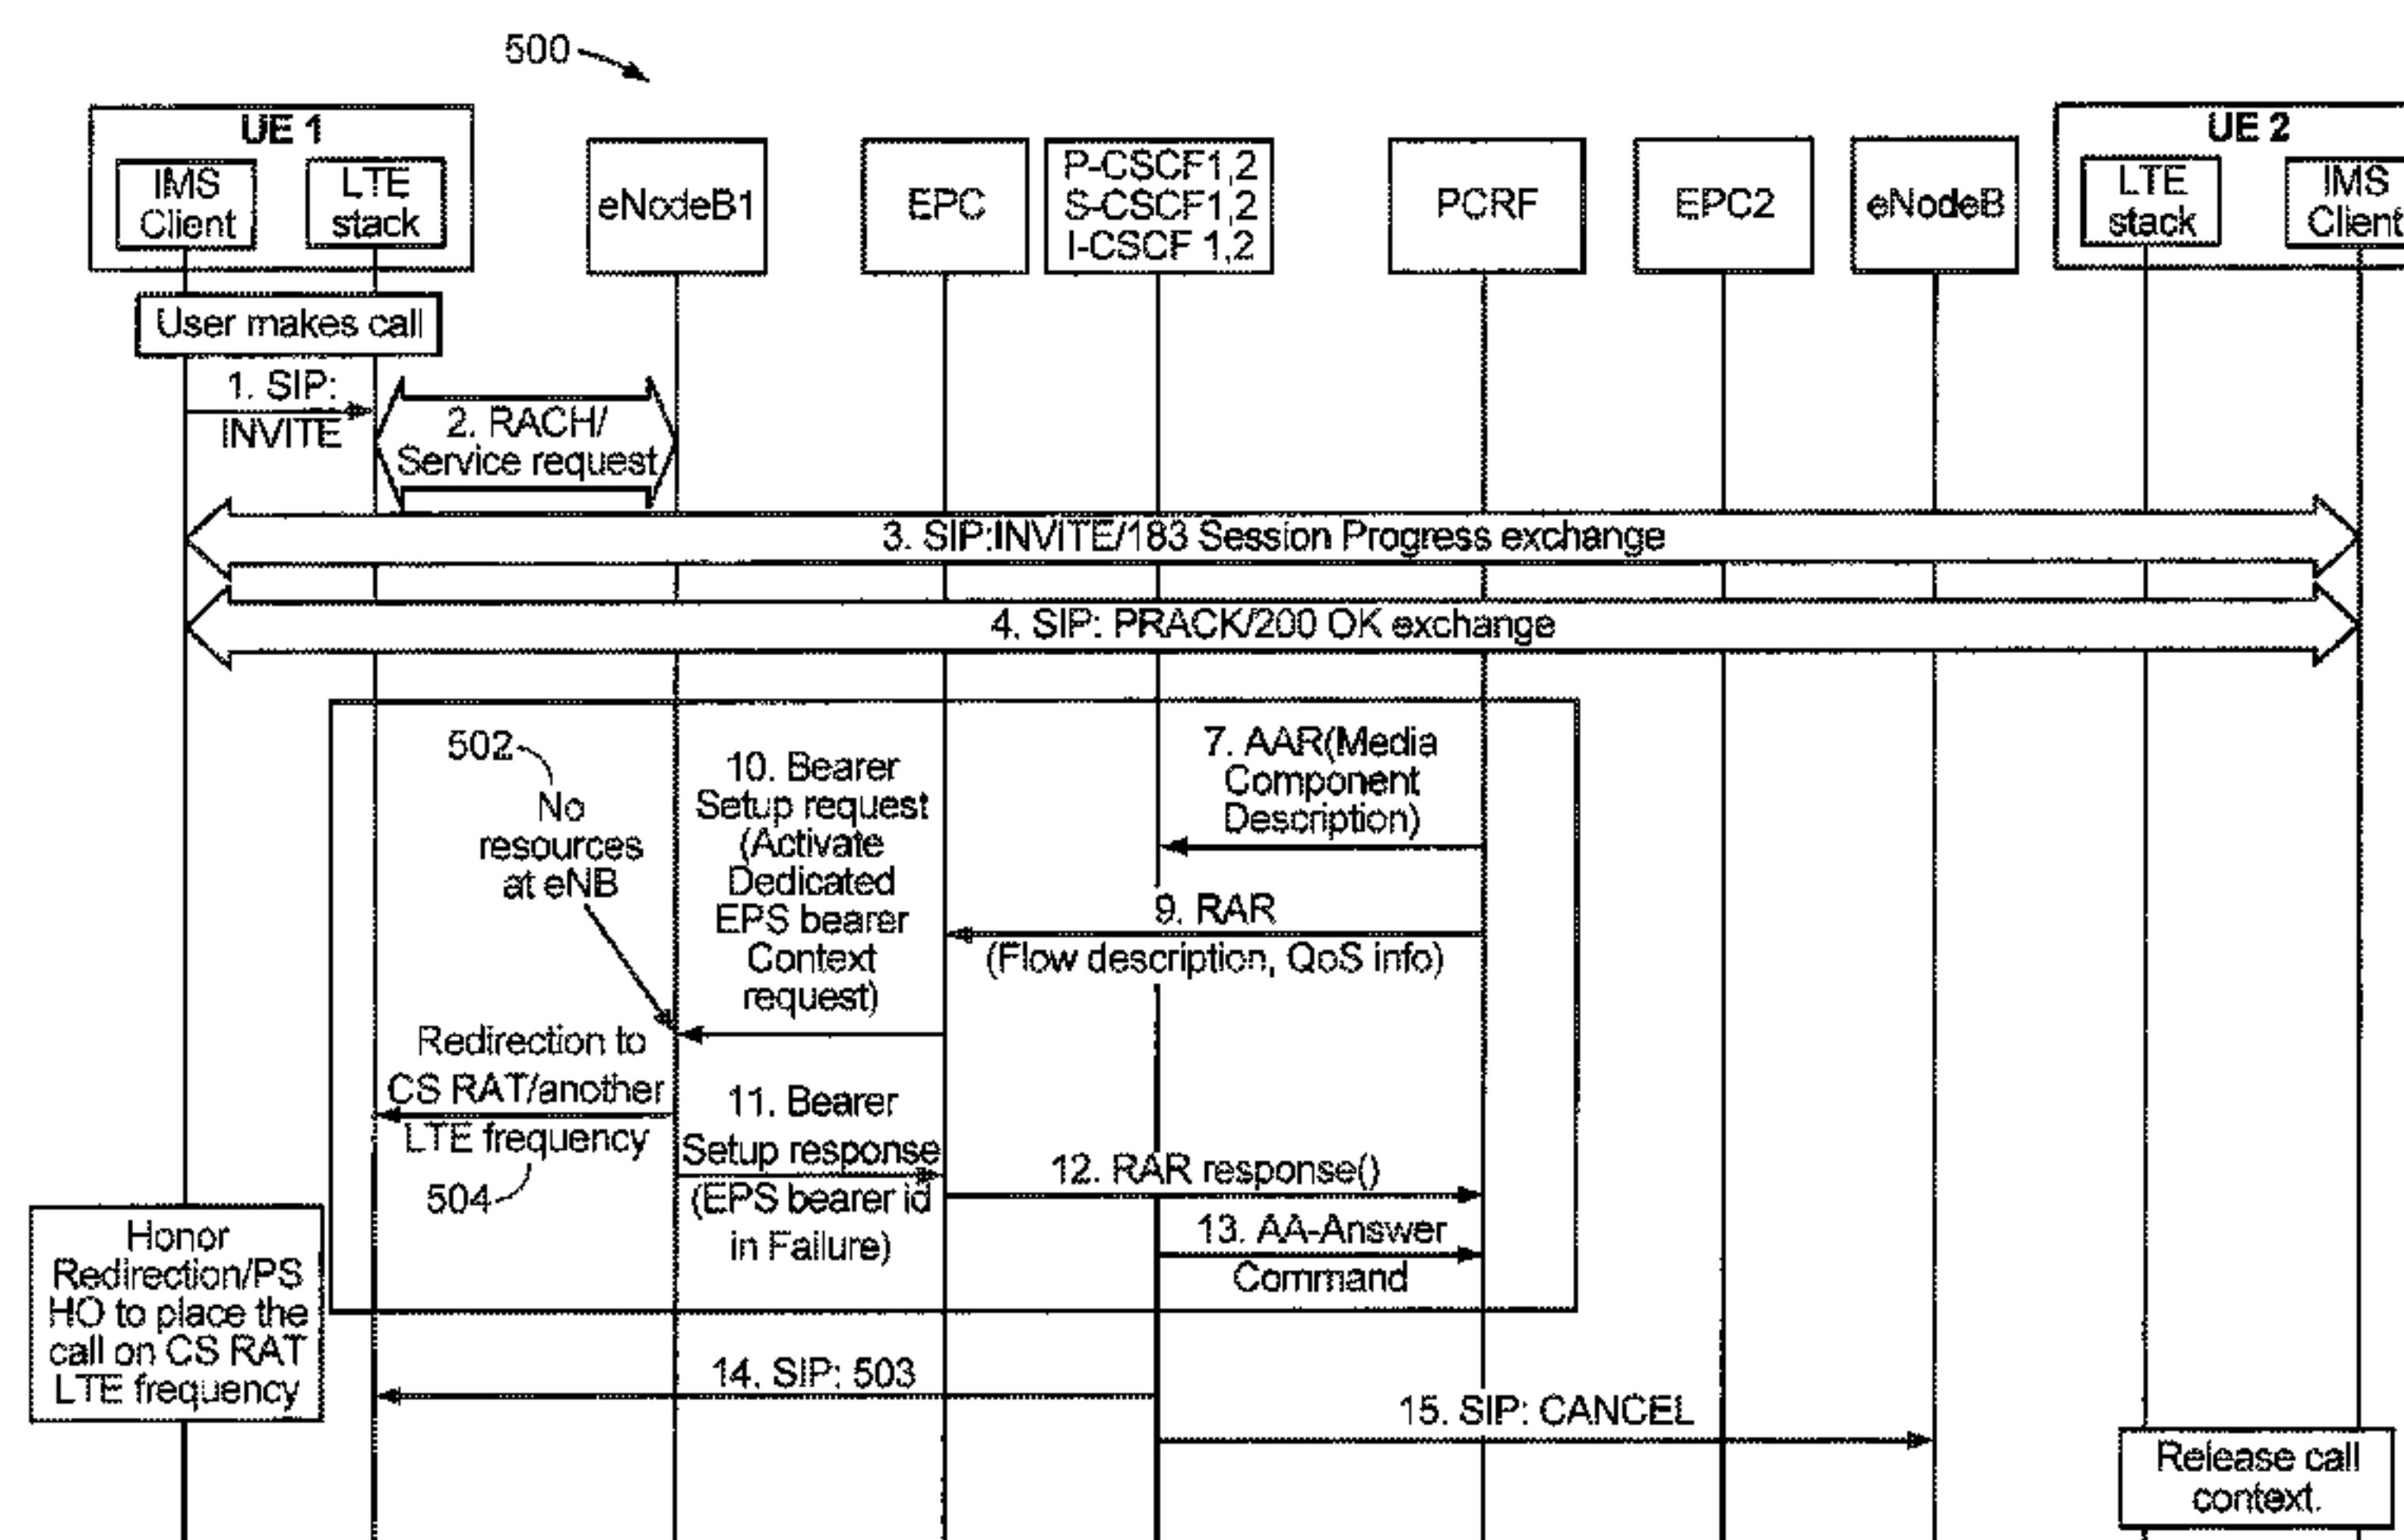 500
UE 1
IMS
Client
LTE
stack
eNodeB1
EPC
P-CSCF1,2
S-CSCF1,2
I-CSCF 1,2
PCRF
EPC2
eNodeB
UE 2
LTE
stack
IMS
Client
User makes call
1. SIP:
INVITE
2. RACH/
Service request
3. SIP:INVITE/183 Session Progress exchange
4. SIP: PRACK/200 OK exchange
502
No
resources
at eNB
10. Bearer
Setup request
(Activate
Dedicated
EPS bearer
Context
request)
7. AAR(Media
Component
Description)
9. RAR
(Flow description, QoS info)
Redirection to
CS RAT/another
LTE frequency
504
11. Bearer
Setup response
(EPS bearer id
in Failure)
12. RAR response()
13. AA-Answer
Command
Honor
Redirection/PS
HO to place the
call on CS RAT
LTE frequency
14. SIP: 503
15. SIP: CANCEL
Release call
context.